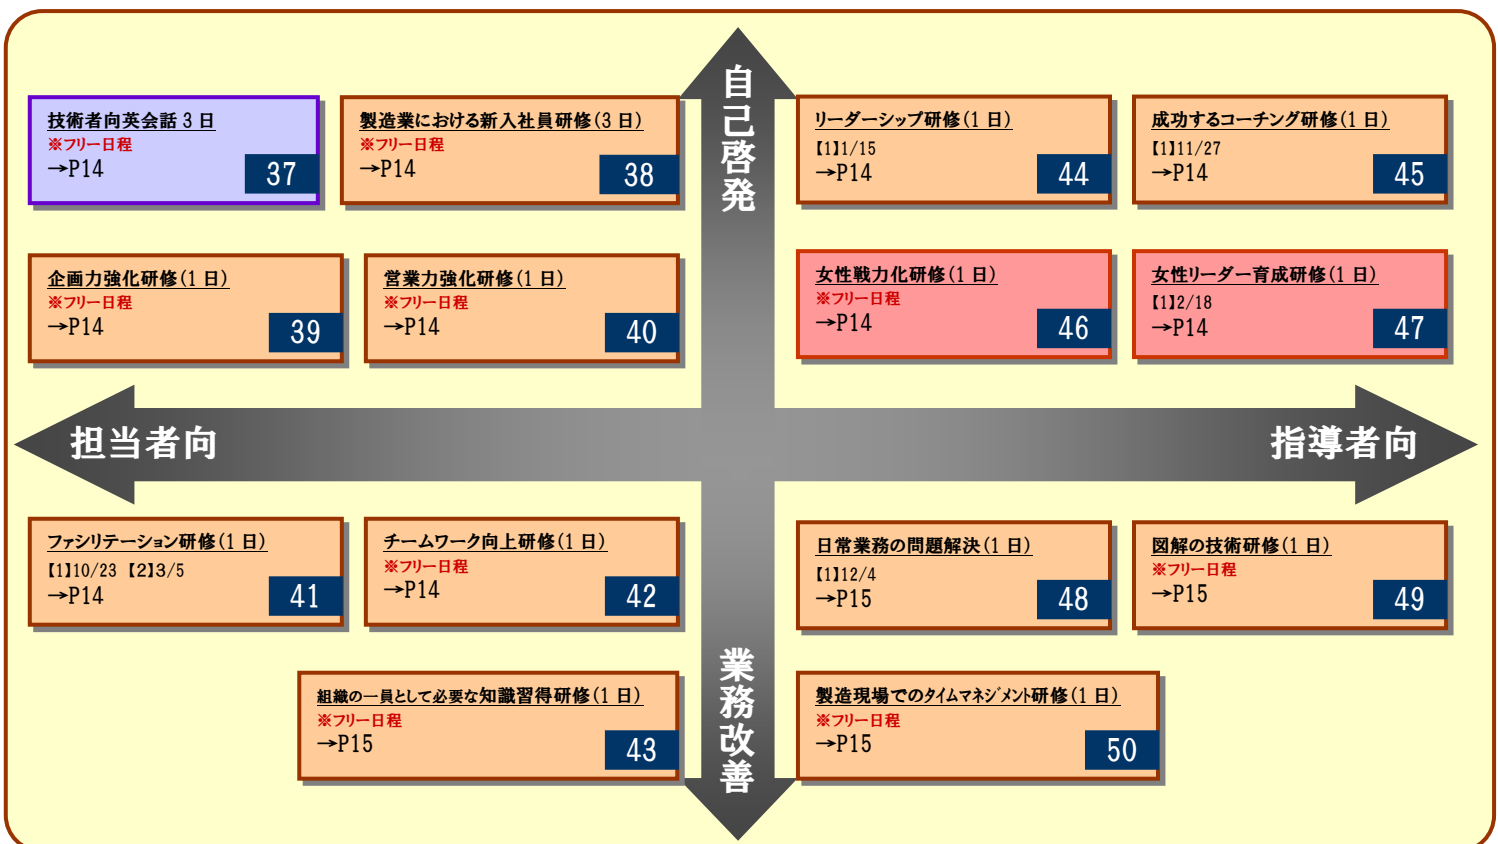 自己啓発
技術者向英会話 3 日
※フリー日程
→P14
37
製造業における新入社員研修(3 日)
※フリー日程
→P14
38
リーダーシップ研修(1 日)
【1】1/15
→P14
44
成功するコーチング研修(1 日)
【1】11/27
→P14
45
企画力強化研修(1 日)
※フリー日程
→P14
39
営業力強化研修(1 日)
※フリー日程
→P14
40
女性戦力化研修(1 日)
※フリー日程
→P14
46
女性リーダー育成研修(1 日)
【1】2/18
→P14
47
担当者向
指導者向
ファシリテーション研修(1 日)
【1】10/23 【2】3/5
→P14
41
チームワーク向上研修(1 日)
※フリー日程
→P14
42
日常業務の問題解決(1 日)
【1】12/4
→P15
48
図解の技術研修(1 日)
※フリー日程
→P15
49
業務改善
組織の一員として必要な知識習得研修(1 日)
※フリー日程
→P15
43
製造現場でのタイムマネジメント研修(1 日)
※フリー日程
→P15
50